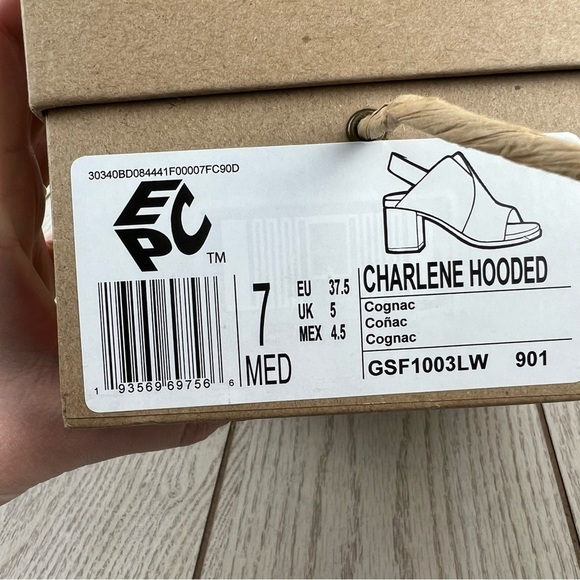 30340BD084441F00007FC90D
EPC
TM
1 93569 69756 6
7
MED
EU 37.5
UK 5
MEX 4.5
CHARLENE HOODED
Cognac
Coñac
Cognac
GSF1003LW 901